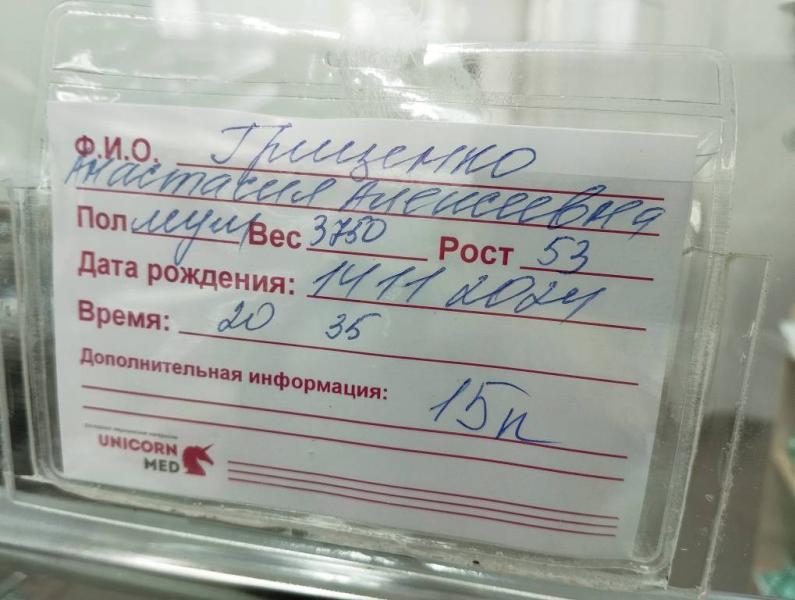 Ф.И.О. Гриценко
Анастасия Алексеевна
Пол муж Вес 3750 Рост 53
Дата рождения: 14 11 2024
Время: 20 35
Дополнительная информация:
15п
UNICORN
MED